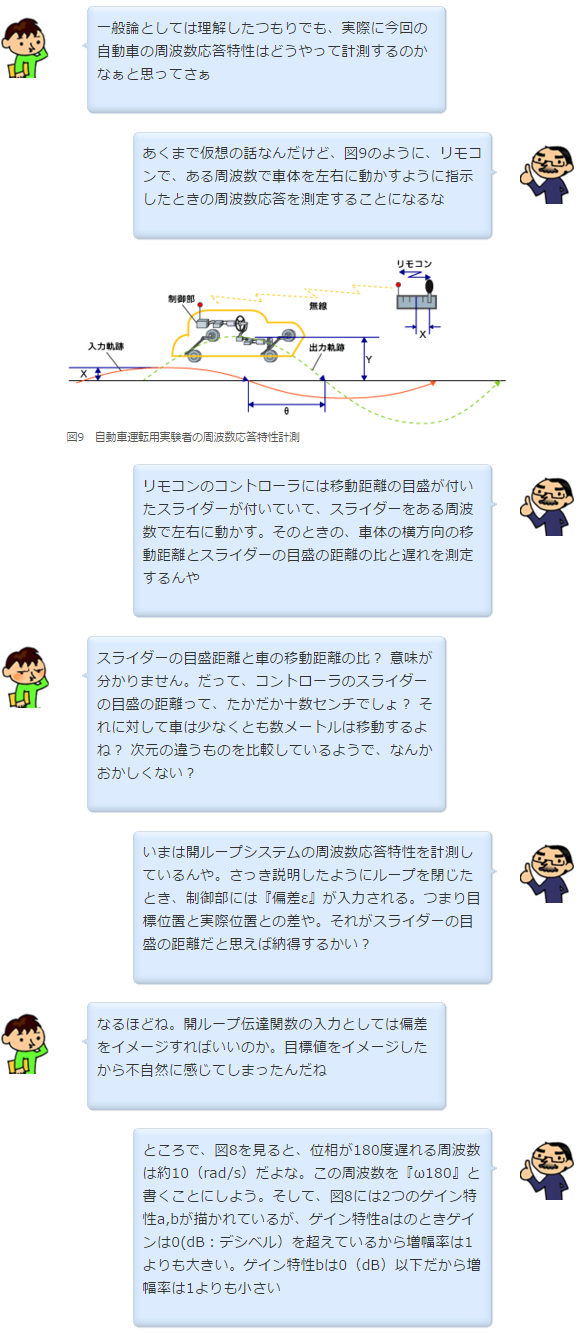 一般論としては理解したつもりでも、実際に今回の
自動車の周波数応答特性はどうやって計測するのか
なぁと思ってさぁ
あくまで仮想の話なんだけど、図9のように、リモコ
ンで、ある周波数で車体を左右に動かすように指示
したときの周波数応答を測定することになるな
リモコン
制御部
無線
X
入力軌跡
出力軌跡
X
Y
θ
図9 自動車運転用実験者の周波数応答特性計測
リモコンのコントローラには移動距離の目盛が付い
たスライダーが付いていて、スライダーをある周波
数で左右に動かす。そのときの、車体の横方向の移
動距離とスライダーの目盛の距離の比と遅れを測定
するんや
スライダーの目盛距離と車の移動距離の比？ 意味が
分かりません。だって、コントローラのスライダー
の目盛の距離って、たかだか十数センチでしょ？ そ
れに対して車は少なくとも数メートルは移動するよ
ね？ 次元の違うものを比較しているようで、なんか
おかしくない？
いまは開ループシステムの周波数応答特性を計測し
ているんや。さっき説明したようにループを閉じた
とき、制御部には『偏差ε』が入力される。つまり目
標位置と実際位置との差や。それがスライダーの目
盛の距離だと思えば納得するかい？
なるほどね。開ループ伝達関数の入力としては偏差
をイメージすればいいのか。目標値をイメージした
から不自然に感じてしまったんだね
ところで、図8を見ると、位相が180度遅れる周波数
は約10（rad/s）だよな。この周波数を『ω180』と
書くことにしよう。そして、図8には2つのゲイン特
性a,bが描かれているが、ゲイン特性aはのときゲイ
ンは0(dB：デシベル）を超えているから増幅率は1
よりも大きい。ゲイン特性bは0（dB）以下だから増
幅率は1よりも小さい